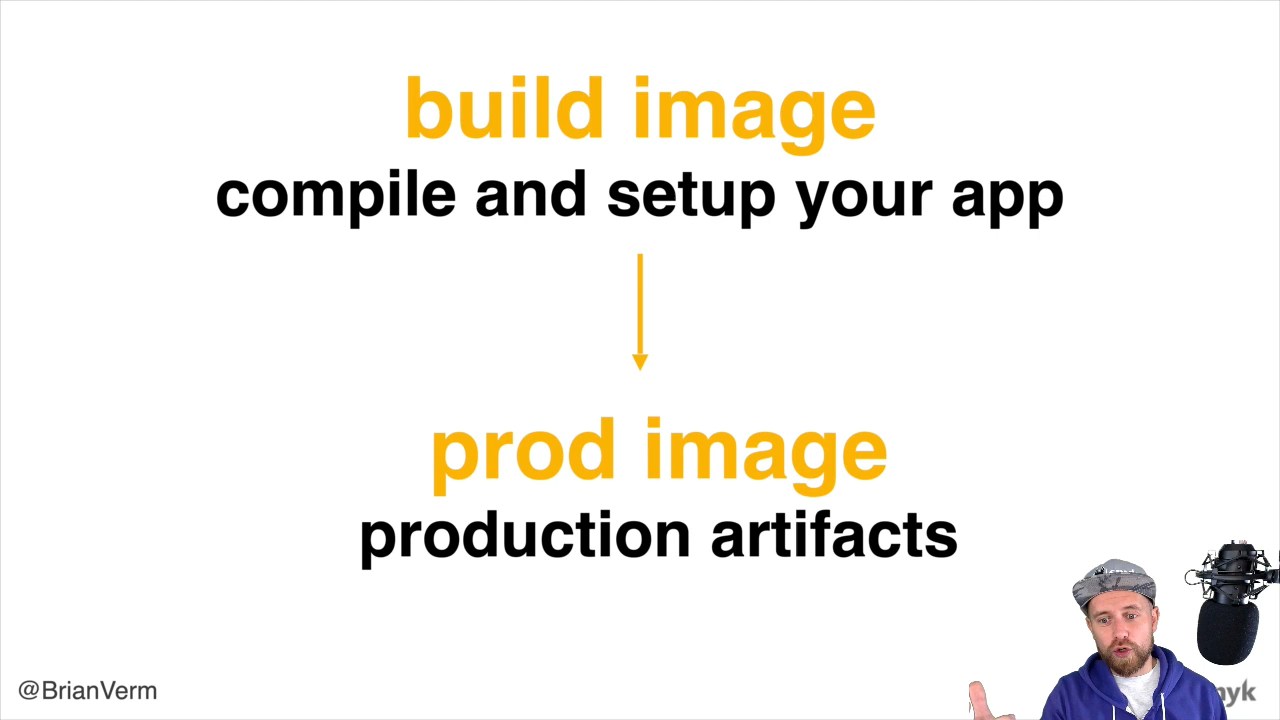 build image
compile and setup your app
prod image
production artifacts
@BrianVerm